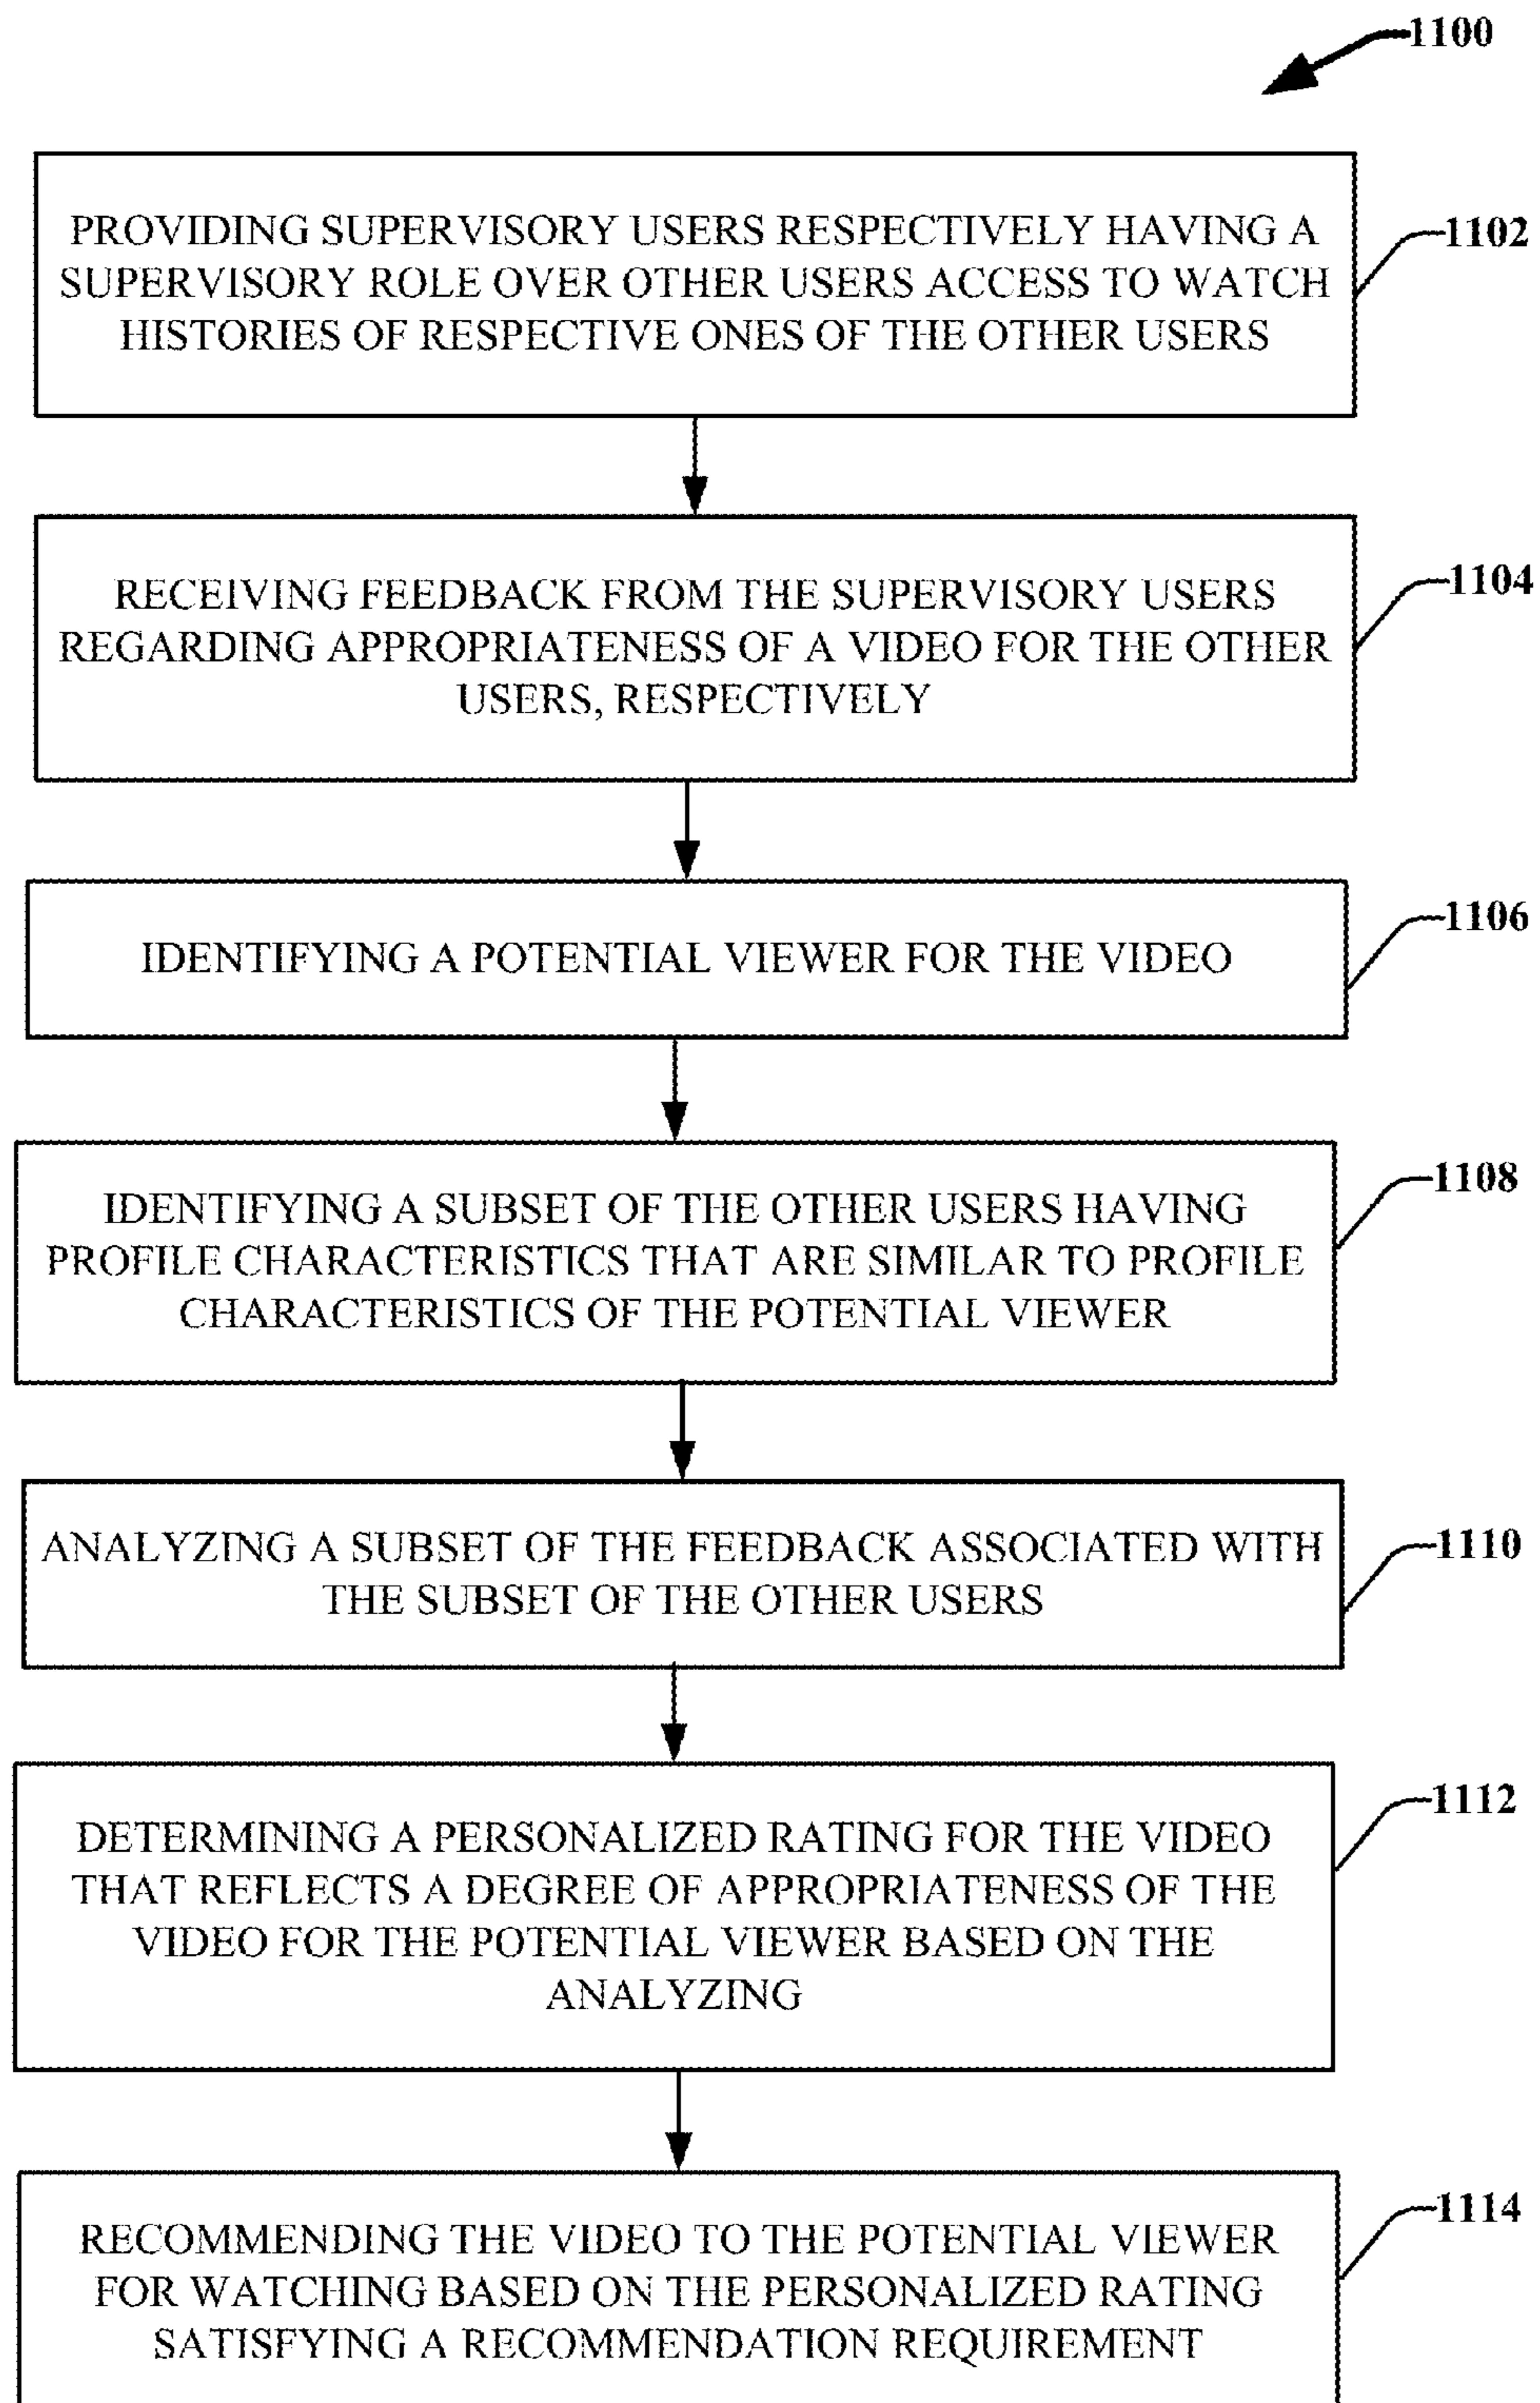 1100
PROVIDING SUPERVISORY USERS RESPECTIVELY HAVING A
SUPERVISORY ROLE OVER OTHER USERS ACCESS TO WATCH
HISTORIES OF RESPECTIVE ONES OF THE OTHER USERS
1102
RECEIVING FEEDBACK FROM THE SUPERVISORY USERS
REGARDING APPROPRIATENESS OF A VIDEO FOR THE OTHER
USERS, RESPECTIVELY
1104
IDENTIFYING A POTENTIAL VIEWER FOR THE VIDEO
1106
IDENTIFYING A SUBSET OF THE OTHER USERS HAVING
PROFILE CHARACTERISTICS THAT ARE SIMILAR TO PROFILE
CHARACTERISTICS OF THE POTENTIAL VIEWER
1108
ANALYZING A SUBSET OF THE FEEDBACK ASSOCIATED WITH
THE SUBSET OF THE OTHER USERS
1110
DETERMINING A PERSONALIZED RATING FOR THE VIDEO
THAT REFLECTS A DEGREE OF APPROPRIATENESS OF THE
VIDEO FOR THE POTENTIAL VIEWER BASED ON THE
ANALYZING
1112
RECOMMENDING THE VIDEO TO THE POTENTIAL VIEWER
FOR WATCHING BASED ON THE PERSONALIZED RATING
SATISFYING A RECOMMENDATION REQUIREMENT
1114